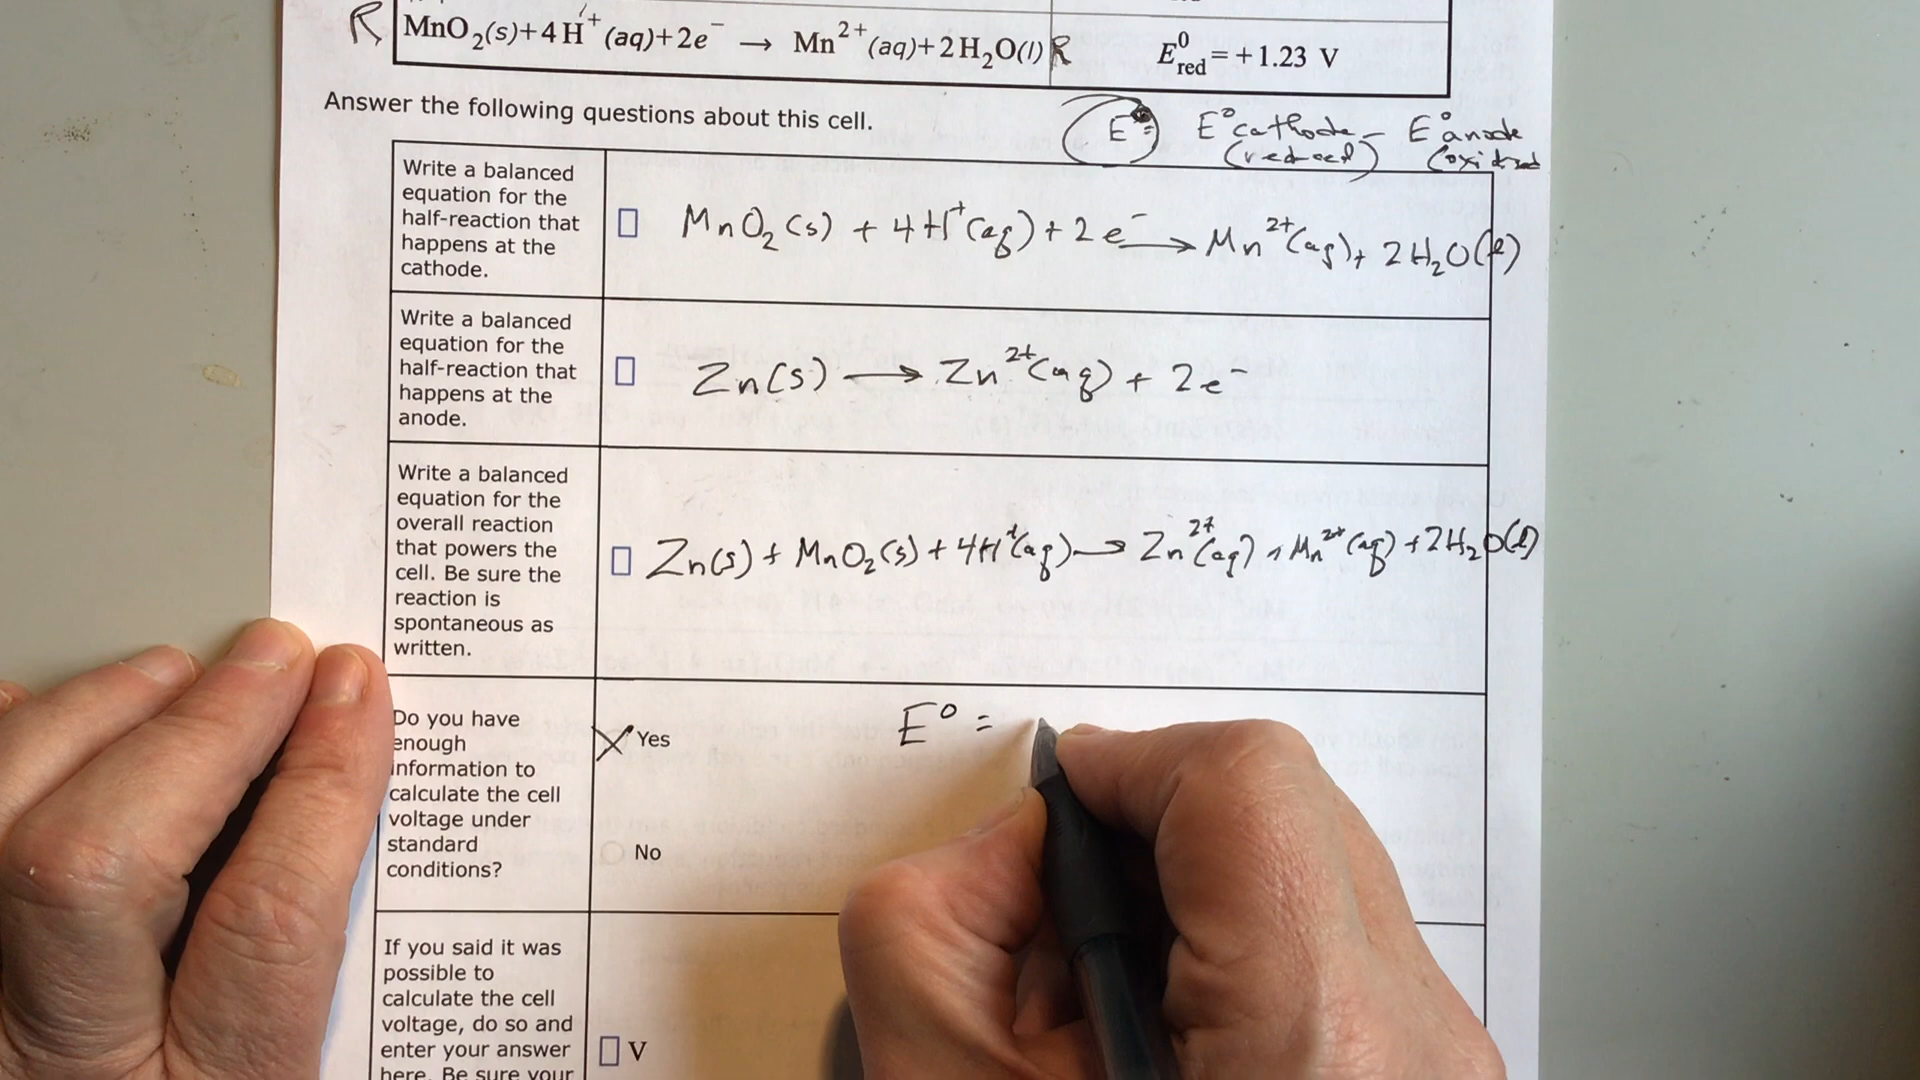 R MnO₂(s)+4H⁺(aq)+2e⁻ → Mn²⁺(aq)+2H₂O(l) R E⁰red = +1.23 V
Answer the following questions about this cell.
E° = E°cathode - E°anode
(reduced) (oxidized
Write a balanced
equation for the
half-reaction that
happens at the
cathode.
MnO₂(s) + 4H⁺(aq) + 2e⁻ → Mn²⁺(aq) + 2H₂O(l)
Write a balanced
equation for the
half-reaction that
happens at the
anode.
Zn(s) → Zn²⁺(aq) + 2e⁻
Write a balanced
equation for the
overall reaction
that powers the
cell. Be sure the
reaction is
spontaneous as
written.
Zn(s) + MnO₂(s) + 4H⁺(aq) → Zn²⁺(aq) + Mn²⁺(aq) + 2H₂O(l)
Do you have
enough
information to
calculate the cell
voltage under
standard
conditions?
X Yes
No
E° =
If you said it was
possible to
calculate the cell
voltage, do so and
enter your answer
here. Be sure your
V